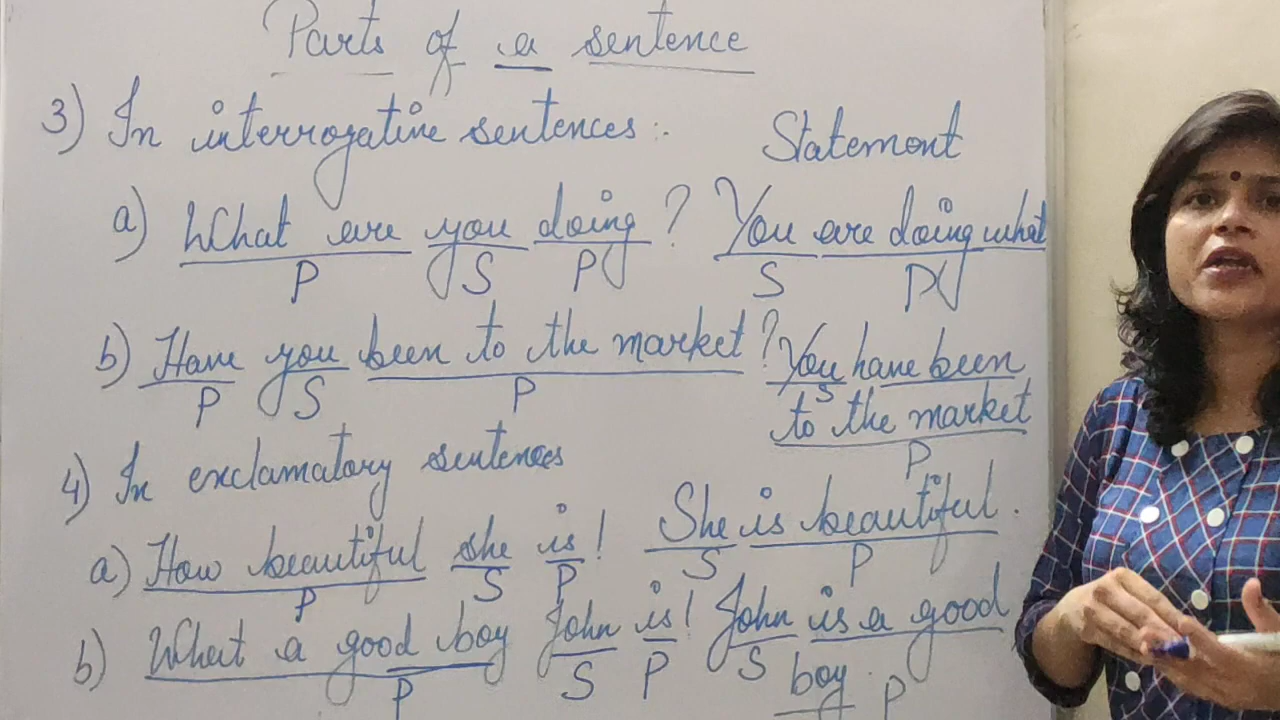 Parts of a sentence
3) In interrogative sentences :.
Statement
a) What are you doing ? You are doing what
P S P S P
b) Have you been to the market ? You have been
P S P S
to the market
P
4) In exclamatory sentences
a) How beautiful she is ! She is beautiful .
P S P S P
b) What a good boy John is ! John is a good
P S P S
boy . P